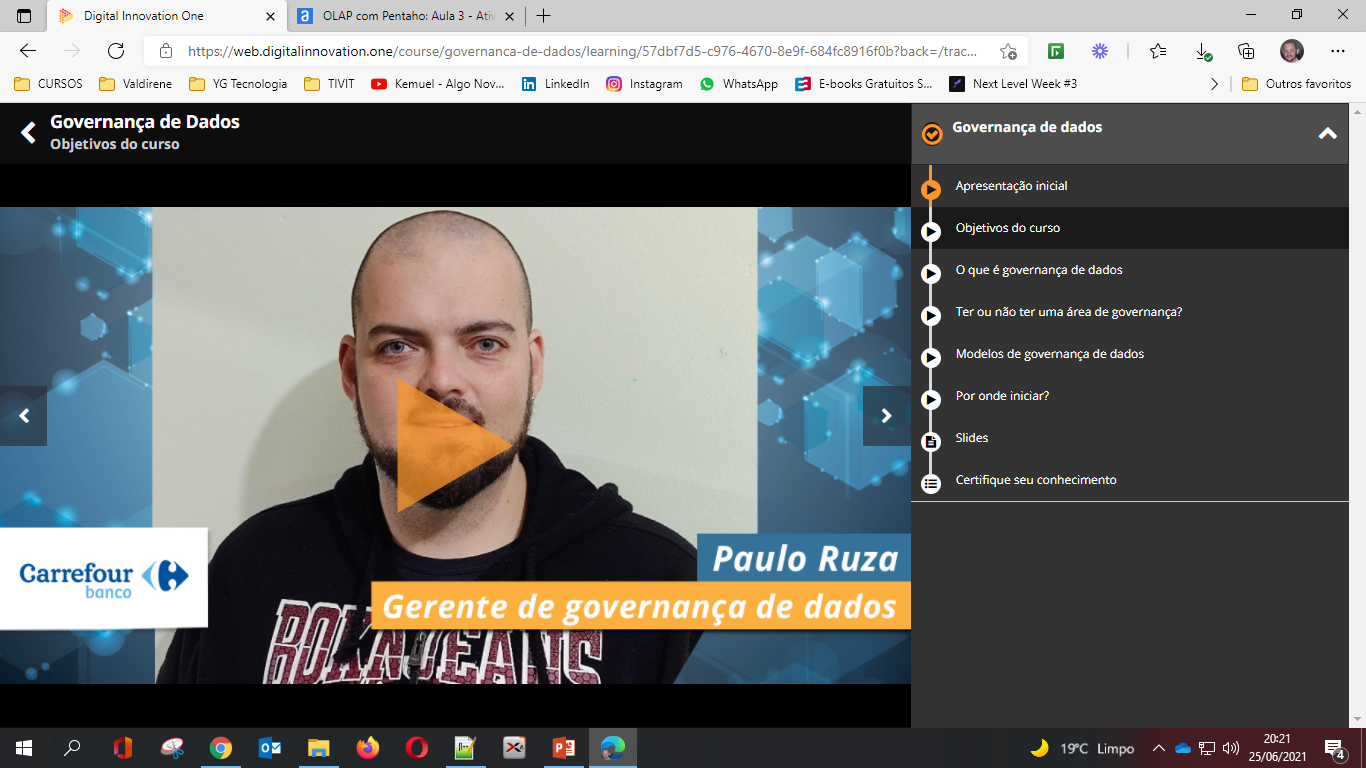 Digital Innovation One
OLAP com Pentaho: Aula 3 - Ativ
https://web.digitalinnovation.one/course/governanca-de-dados/learning/57dbf7d5-c976-4670-8e9f-684fc8916f0b?back=/trac...
CURSOS
Valdirene
YG Tecnologia
TIVIT
Kemuel - Algo Nov...
LinkedIn
Instagram
WhatsApp
E-books Gratuitos S...
Next Level Week #3
Outros favoritos
Governança de Dados
Objetivos do curso
Carrefour
banco
Paulo Ruza
Gerente de governança de dados
Governança de dados
Apresentação inicial
Objetivos do curso
O que é governança de dados
Ter ou não ter uma área de governança?
Modelos de governança de dados
Por onde iniciar?
Slides
Certifique seu conhecimento
19°C Limpo
20:21
25/06/2021
4